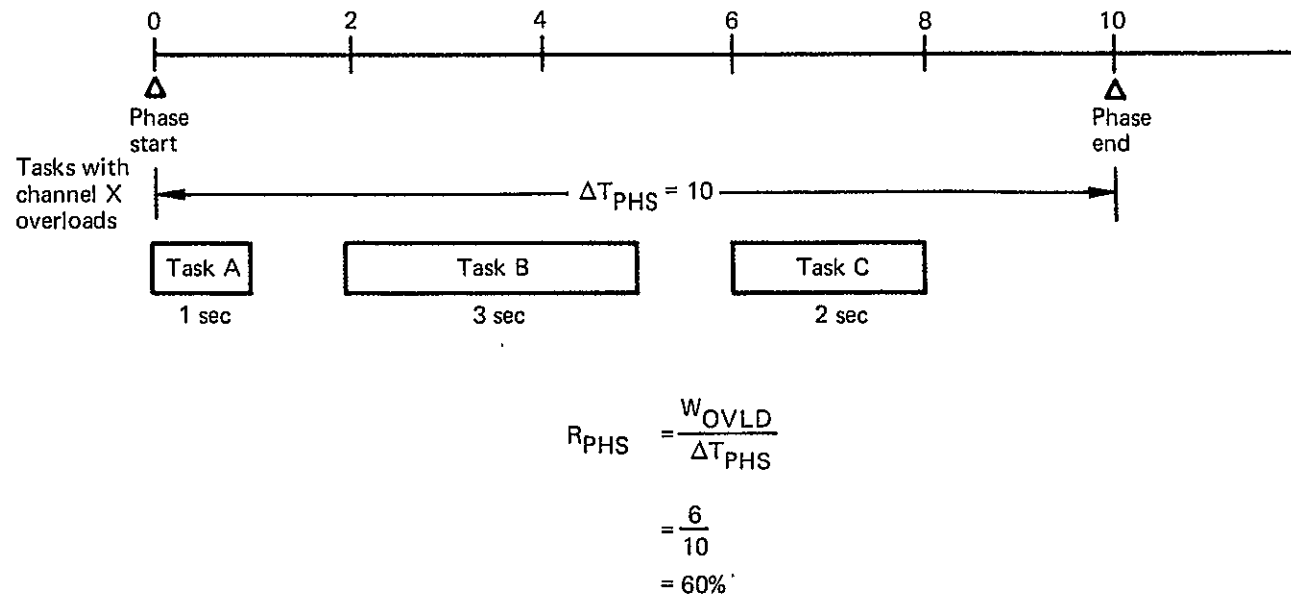 0 2 4 6 8 10
Phase
start
Phase
end
Tasks with
channel X
overloads
ΔT_PHS = 10
Task A Task B Task C
1 sec 3 sec 2 sec
R_PHS = W_OVLD / ΔT_PHS
= 6 / 10
= 60%